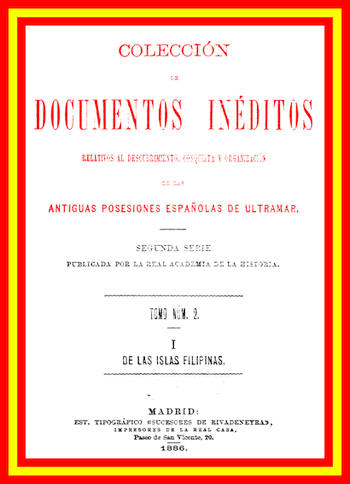 COLECCIÓN
DE
DOCUMENTOS INÉDITOS
RELATIVOS AL DESCUBRIMIENTO, CONQUISTA Y ORGANIZACIÓN
DE LAS
ANTIGUAS POSESIONES ESPAÑOLAS DE ULTRAMAR.
SEGUNDA SERIE
PUBLICADA POR LA REAL ACADEMIA DE LA HISTORIA.
TOMO NÚM. 2.
I
DE LAS ISLAS FILIPINAS.
MADRID:
EST. TIPOGRÁFICO «SUCESORES DE RIVADENEYRA»,
IMPRESORES DE LA REAL CASA,
Paseo de San Vicente, 20.
1886.